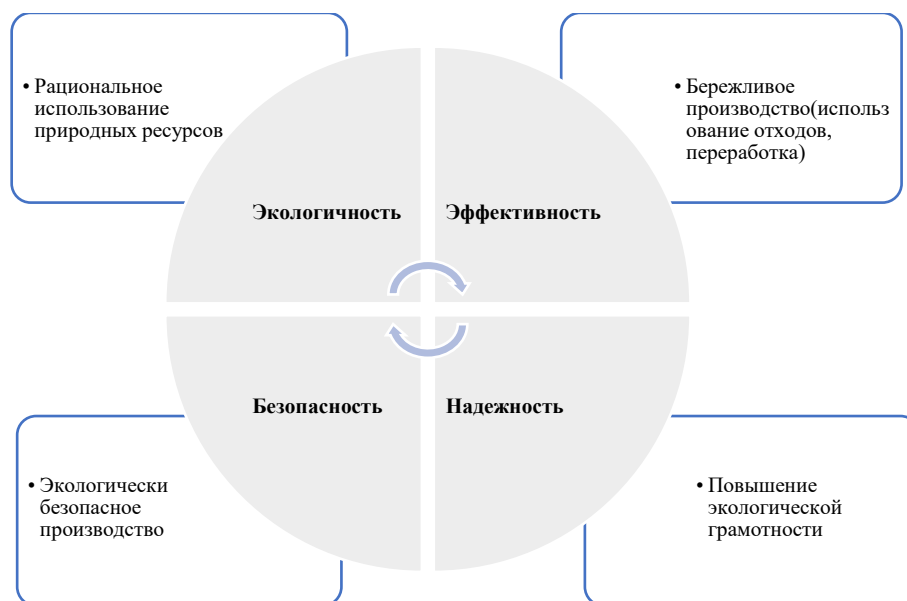 • Рациональное
использование
природных ресурсов
• Бережливое
производство(использ
ование отходов,
переработка)
Экологичность
Эффективность
Безопасность
Надежность
• Экологически
безопасное
производство
• Повышение
экологической
грамотности